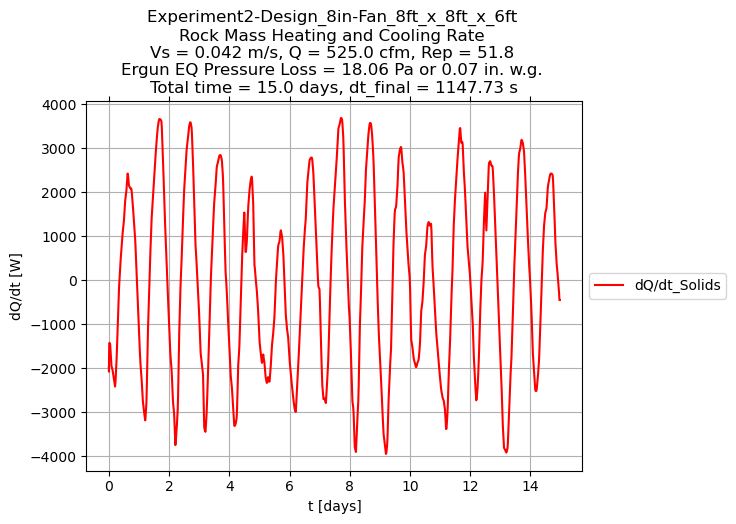 Experiment2-Design_8in-Fan_8ft_x_8ft_x_6ft
Rock Mass Heating and Cooling Rate
Vs = 0.042 m/s, Q = 525.0 cfm, Rep = 51.8
Ergun EQ Pressure Loss = 18.06 Pa or 0.07 in. w.g.
Total time = 15.0 days, dt_final = 1147.73 s
4000
3000
2000
1000
0
−1000
−2000
−3000
−4000
dQ/dt [W]
dQ/dt_Solids
0 2 4 6 8 10 12 14
t [days]